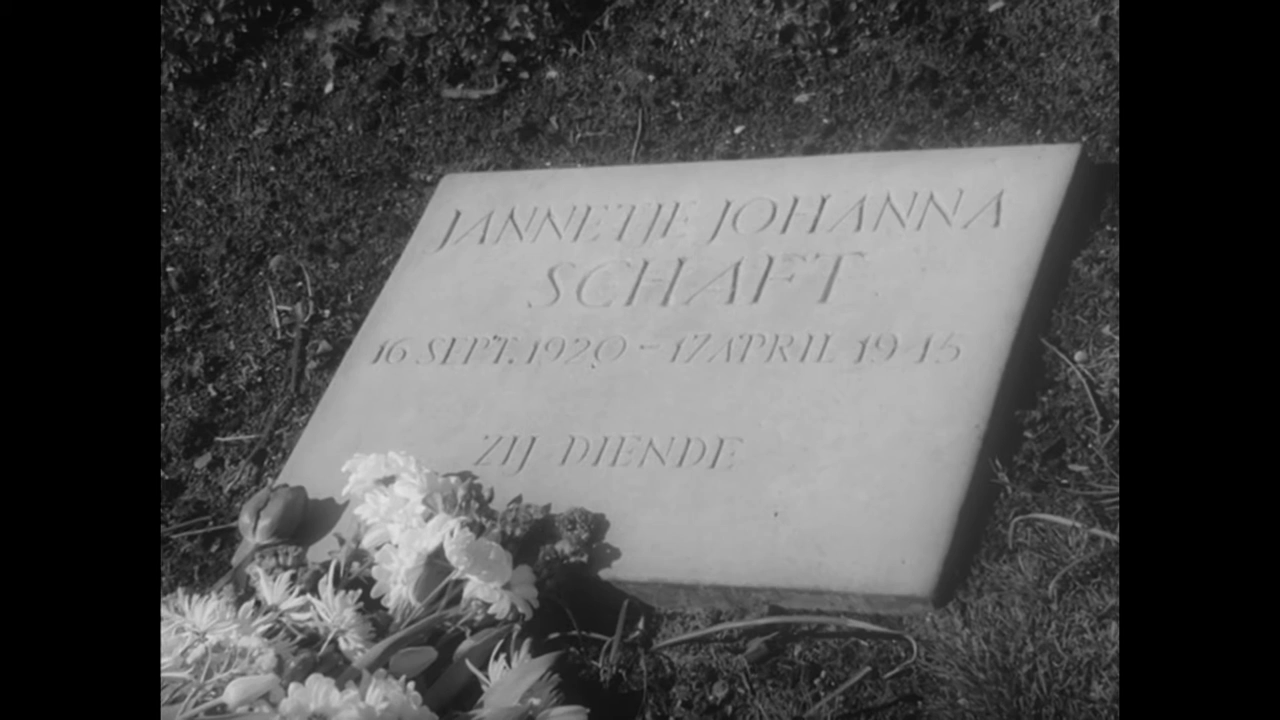 JANNETJE JOHANNA
SCHAFT
16 SEPT. 1920 - 17 APRIL 1945
ZIJ DIENDE